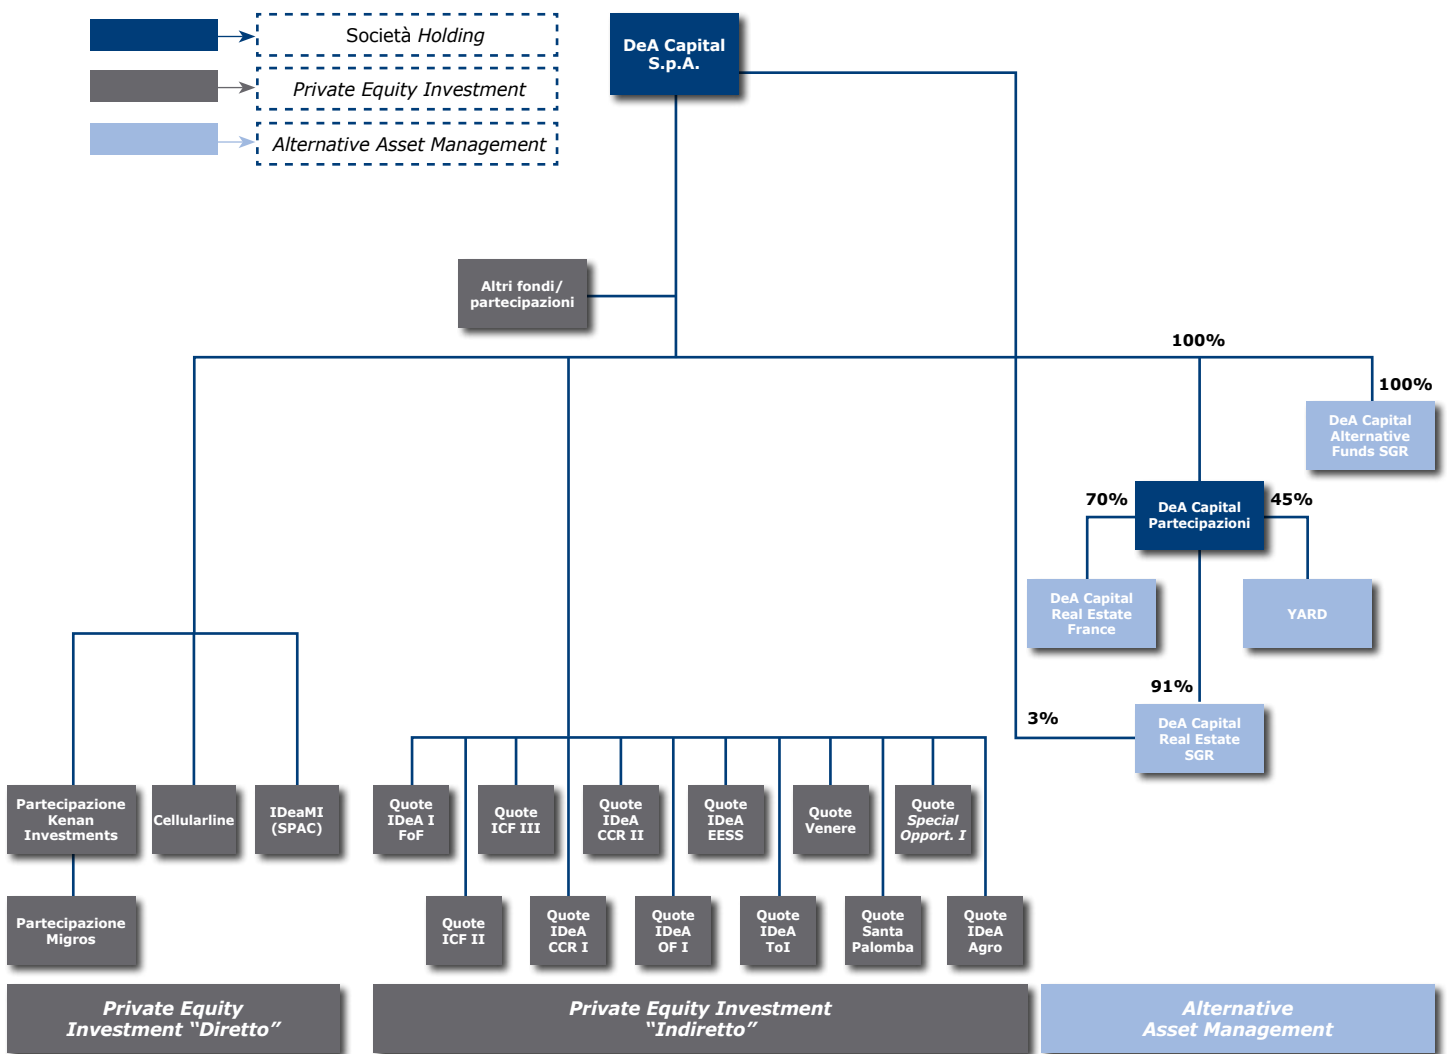 Società Holding
Private Equity Investment
Alternative Asset Management
DeA Capital
S.p.A.
Altri fondi/
partecipazioni
100%
100%
DeA Capital
Alternative
Funds SGR
70%
DeA Capital
Partecipazioni
45%
DeA Capital
Real Estate
France
YARD
91%
3%
DeA Capital
Real Estate
SGR
Partecipazione
Kenan
Investments
Cellularline
IDeaMI
(SPAC)
Quote
IDeA I
FoF
Quote
ICF III
Quote
IDeA
CCR II
Quote
IDeA
EESS
Quote
Venere
Quote
Special
Opport. I
Partecipazione
Migros
Quote
ICF II
Quote
IDeA
CCR I
Quote
IDeA
OF I
Quote
IDeA
ToI
Quote
Santa
Palomba
Quote
IDeA
Agro
Private Equity
Investment “Diretto”
Private Equity Investment
“Indiretto”
Alternative
Asset Management